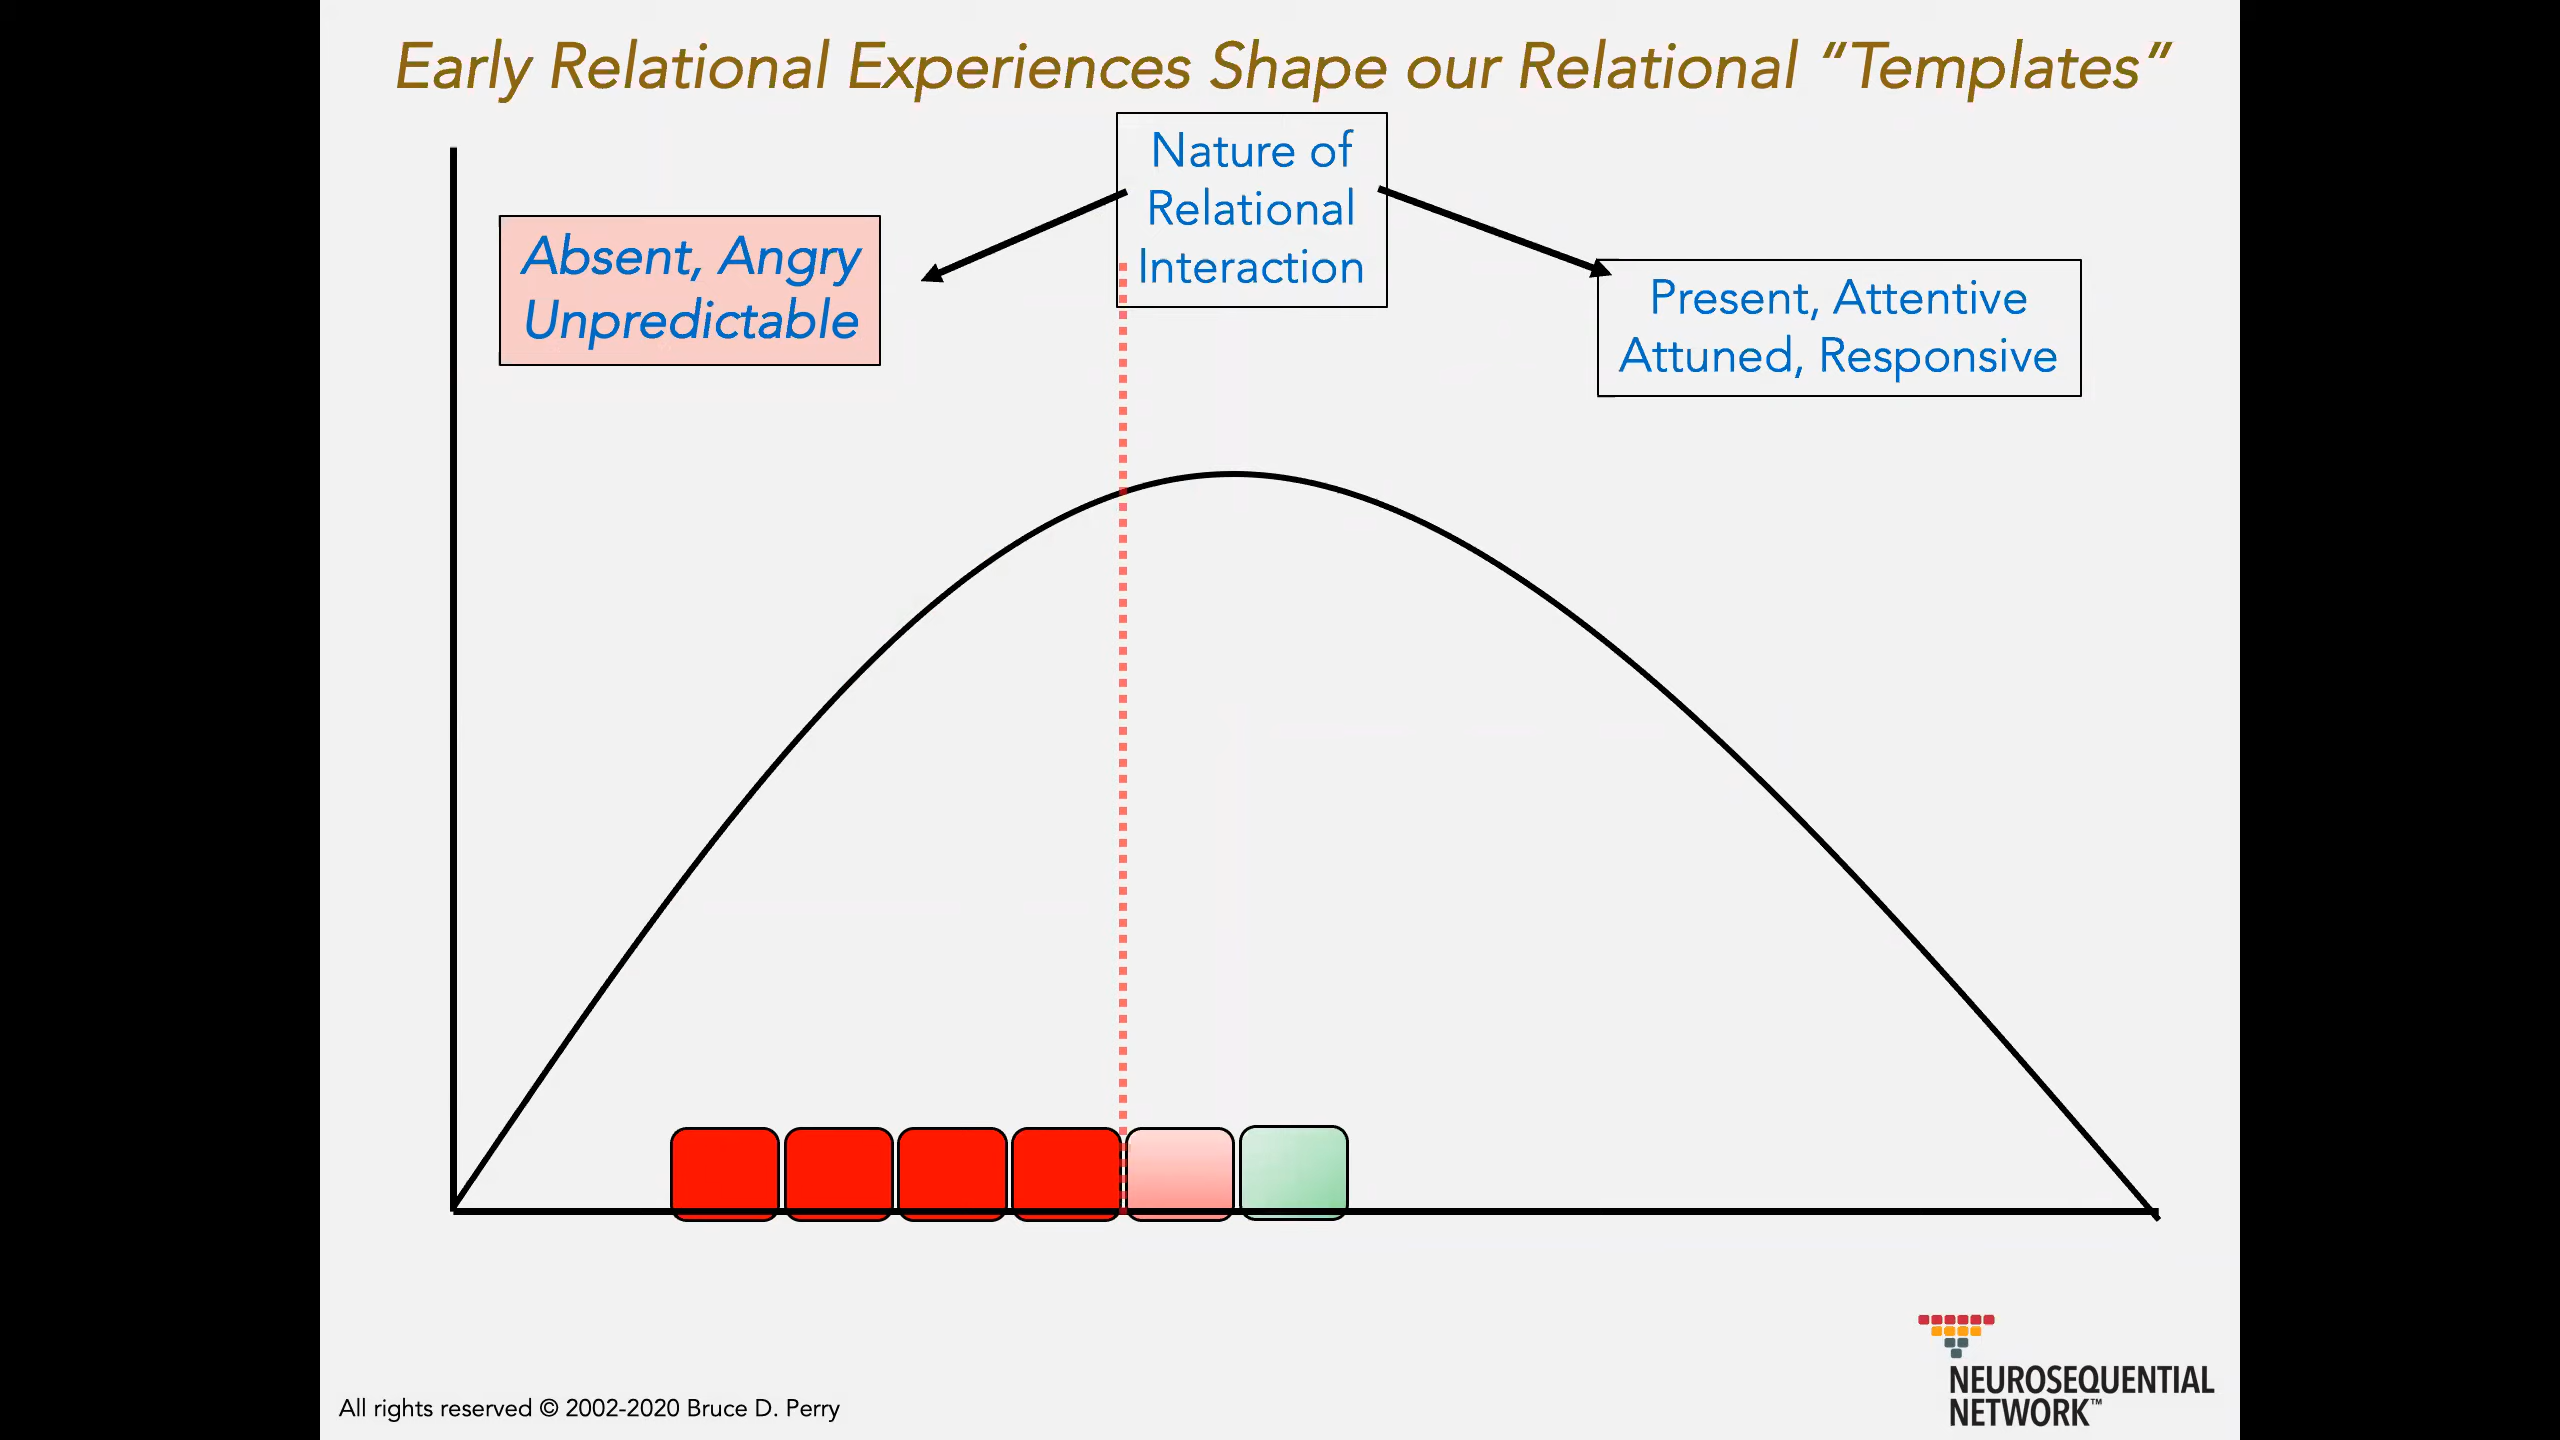 Early Relational Experiences Shape our Relational “Templates”
Nature of
Relational
Interaction
Absent, Angry
Unpredictable
Present, Attentive
Attuned, Responsive
All rights reserved © 2002-2020 Bruce D. Perry
NEUROSEQUENTIAL
NETWORK™